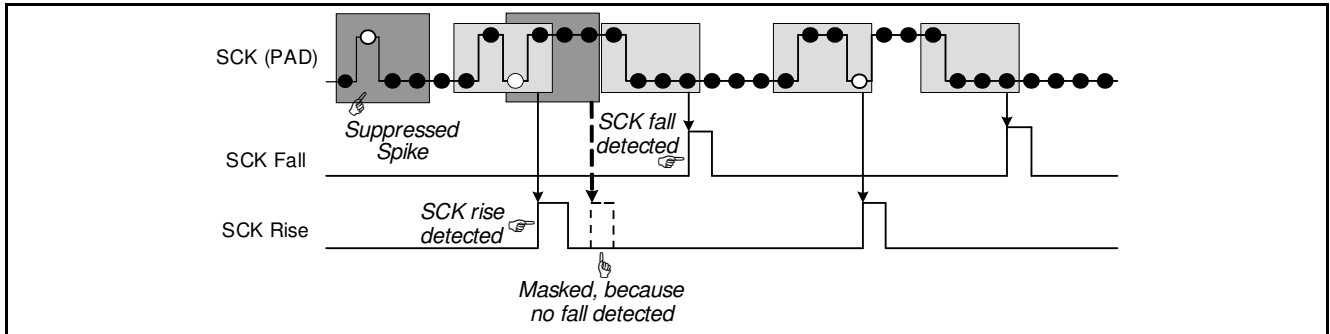 SCK (PAD)
Suppressed
Spike
SCK fall
detected
SCK Fall
SCK rise
detected
SCK Rise
Masked, because
no fall detected